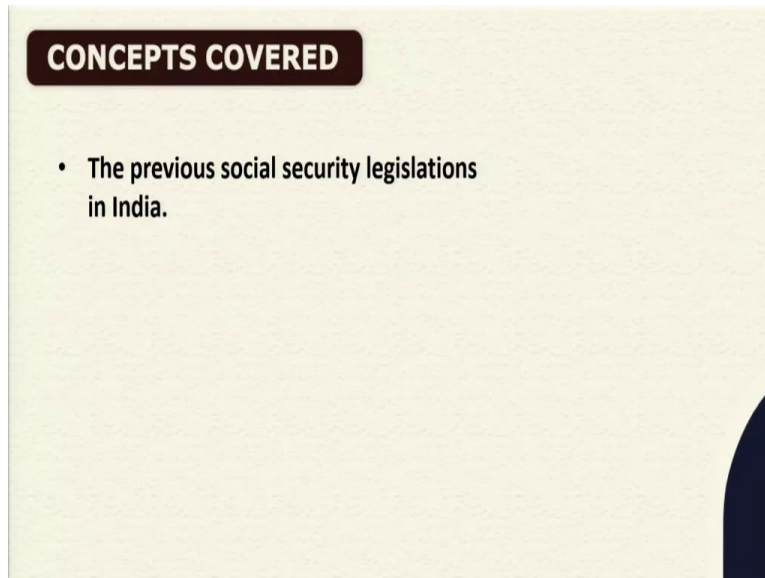 CONCEPTS COVERED
• The previous social security legislations
in India.